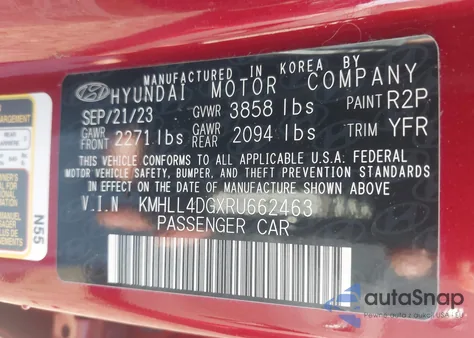 MANUFACTURED IN KOREA BY
HYUNDAI MOTOR COMPANY
SEP/21/23 GVWR 3858 lbs PAINT R2P
GAWR FRONT 2271 lbs GAWR REAR 2094 lbs TRIM YFR
THIS VEHICLE CONFORMS TO ALL APPLICABLE U.S.A. FEDERAL
MOTOR VEHICLE SAFETY, BUMPER, AND THEFT PREVENTION STANDARDS
IN EFFECT ON THE DATE OF MANUFACTURE SHOWN ABOVE.
V.I.N KMHLL4DGXRU662463
PASSENGER CAR
N55
autoSnap